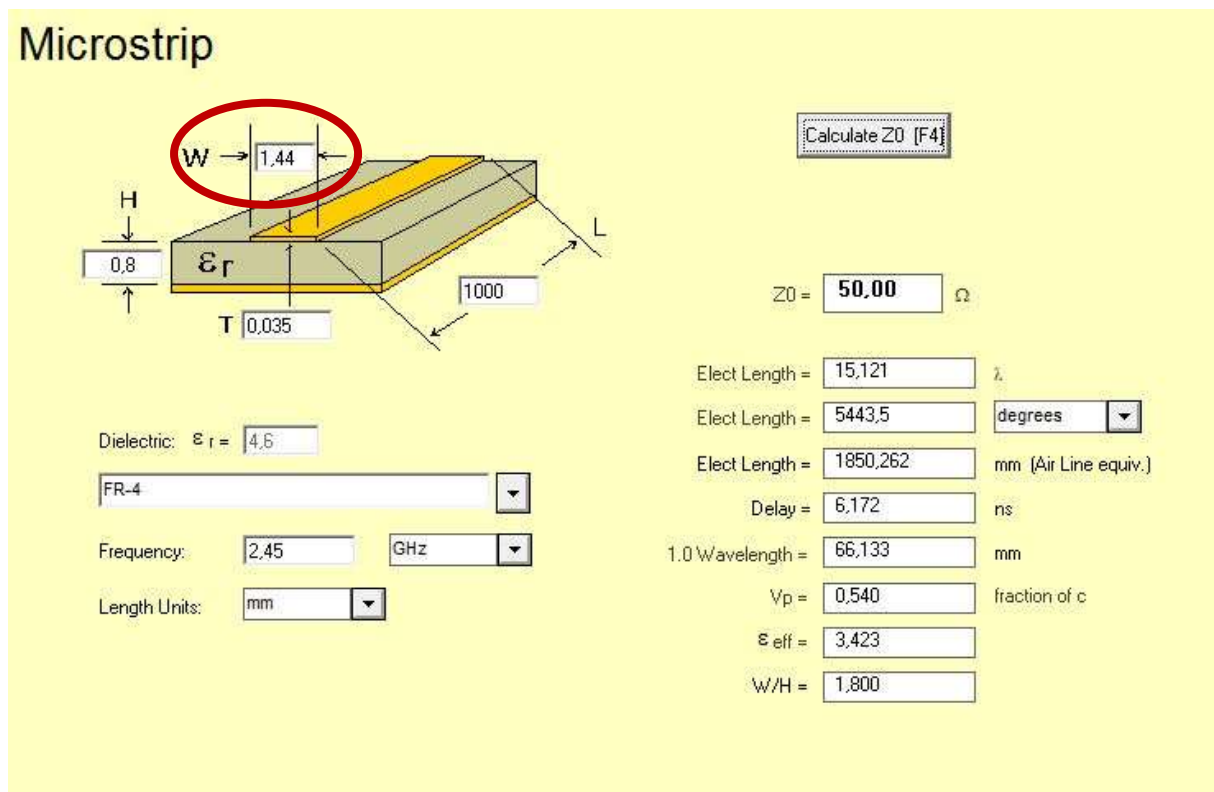 Microstrip
Calculate Z0 [F4]
W 1,44
H
L
0,8
εr
1000
T 0,035
Z0 = 50,00 Ω
Elect Length = 15,121 λ
Elect Length = 5443,5 degrees
Dielectric: εr = 4,6
Elect Length = 1850,262 mm (Air Line equiv.)
FR-4
Delay = 6,172 ns
Frequency: 2,45 GHz
1.0 Wavelength = 66,133 mm
Length Units: mm
Vp = 0,540 fraction of c
εeff = 3,423
W/H = 1,800